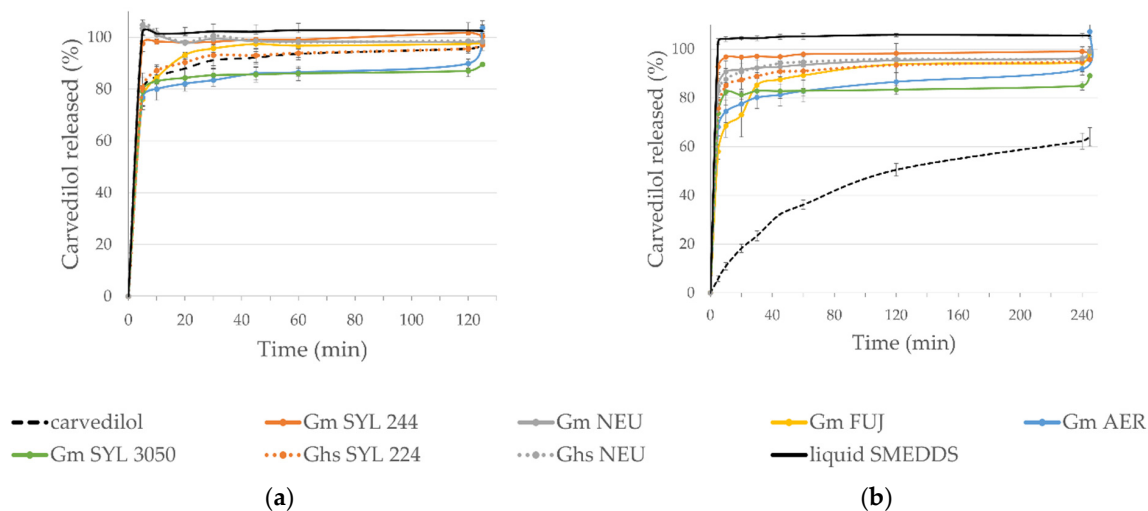 Carvedilol released (%)
100
80
60
40
20
0
0 20 40 60 80 100 120
Time (min)
Carvedilol released (%)
100
80
60
40
20
0
0 40 80 120 160 200 240
Time (min)
carvedilol Gm SYL 244 Gm NEU Gm FUJ Gm AER
Gm SYL 3050 Ghs SYL 224 Ghs NEU liquid SMEDDS
(a) (b)